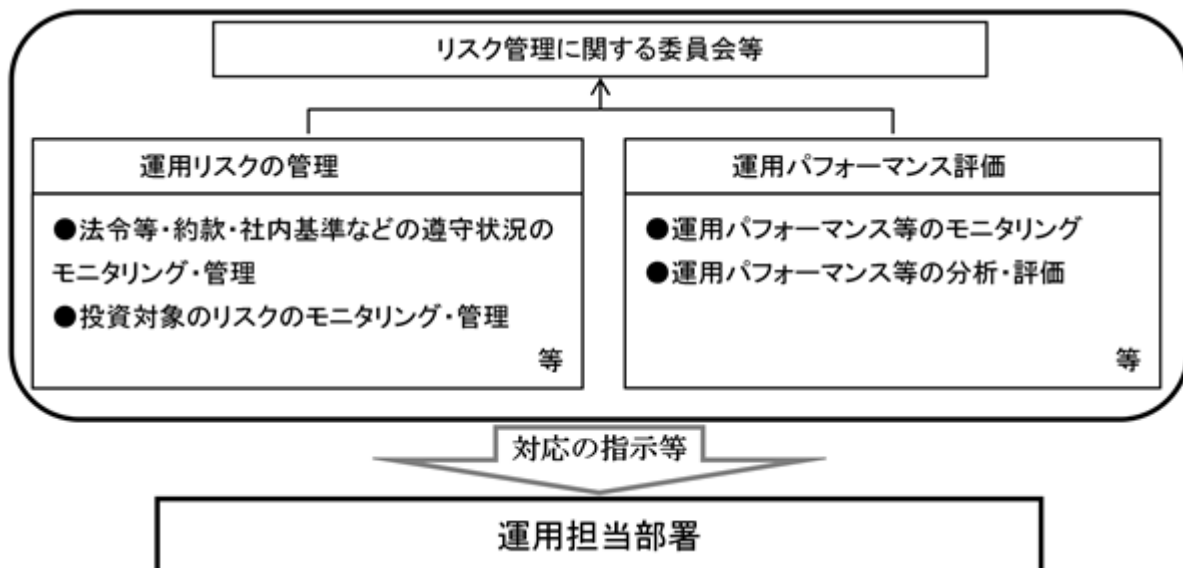 リスク管理に関する委員会等
運用リスクの管理
●法令等・約款・社内基準などの遵守状況の
モニタリング・管理
●投資対象のリスクのモニタリング・管理
等
運用パフォーマンス評価
●運用パフォーマンス等のモニタリング
●運用パフォーマンス等の分析・評価
等
対応の指示等
運用担当部署